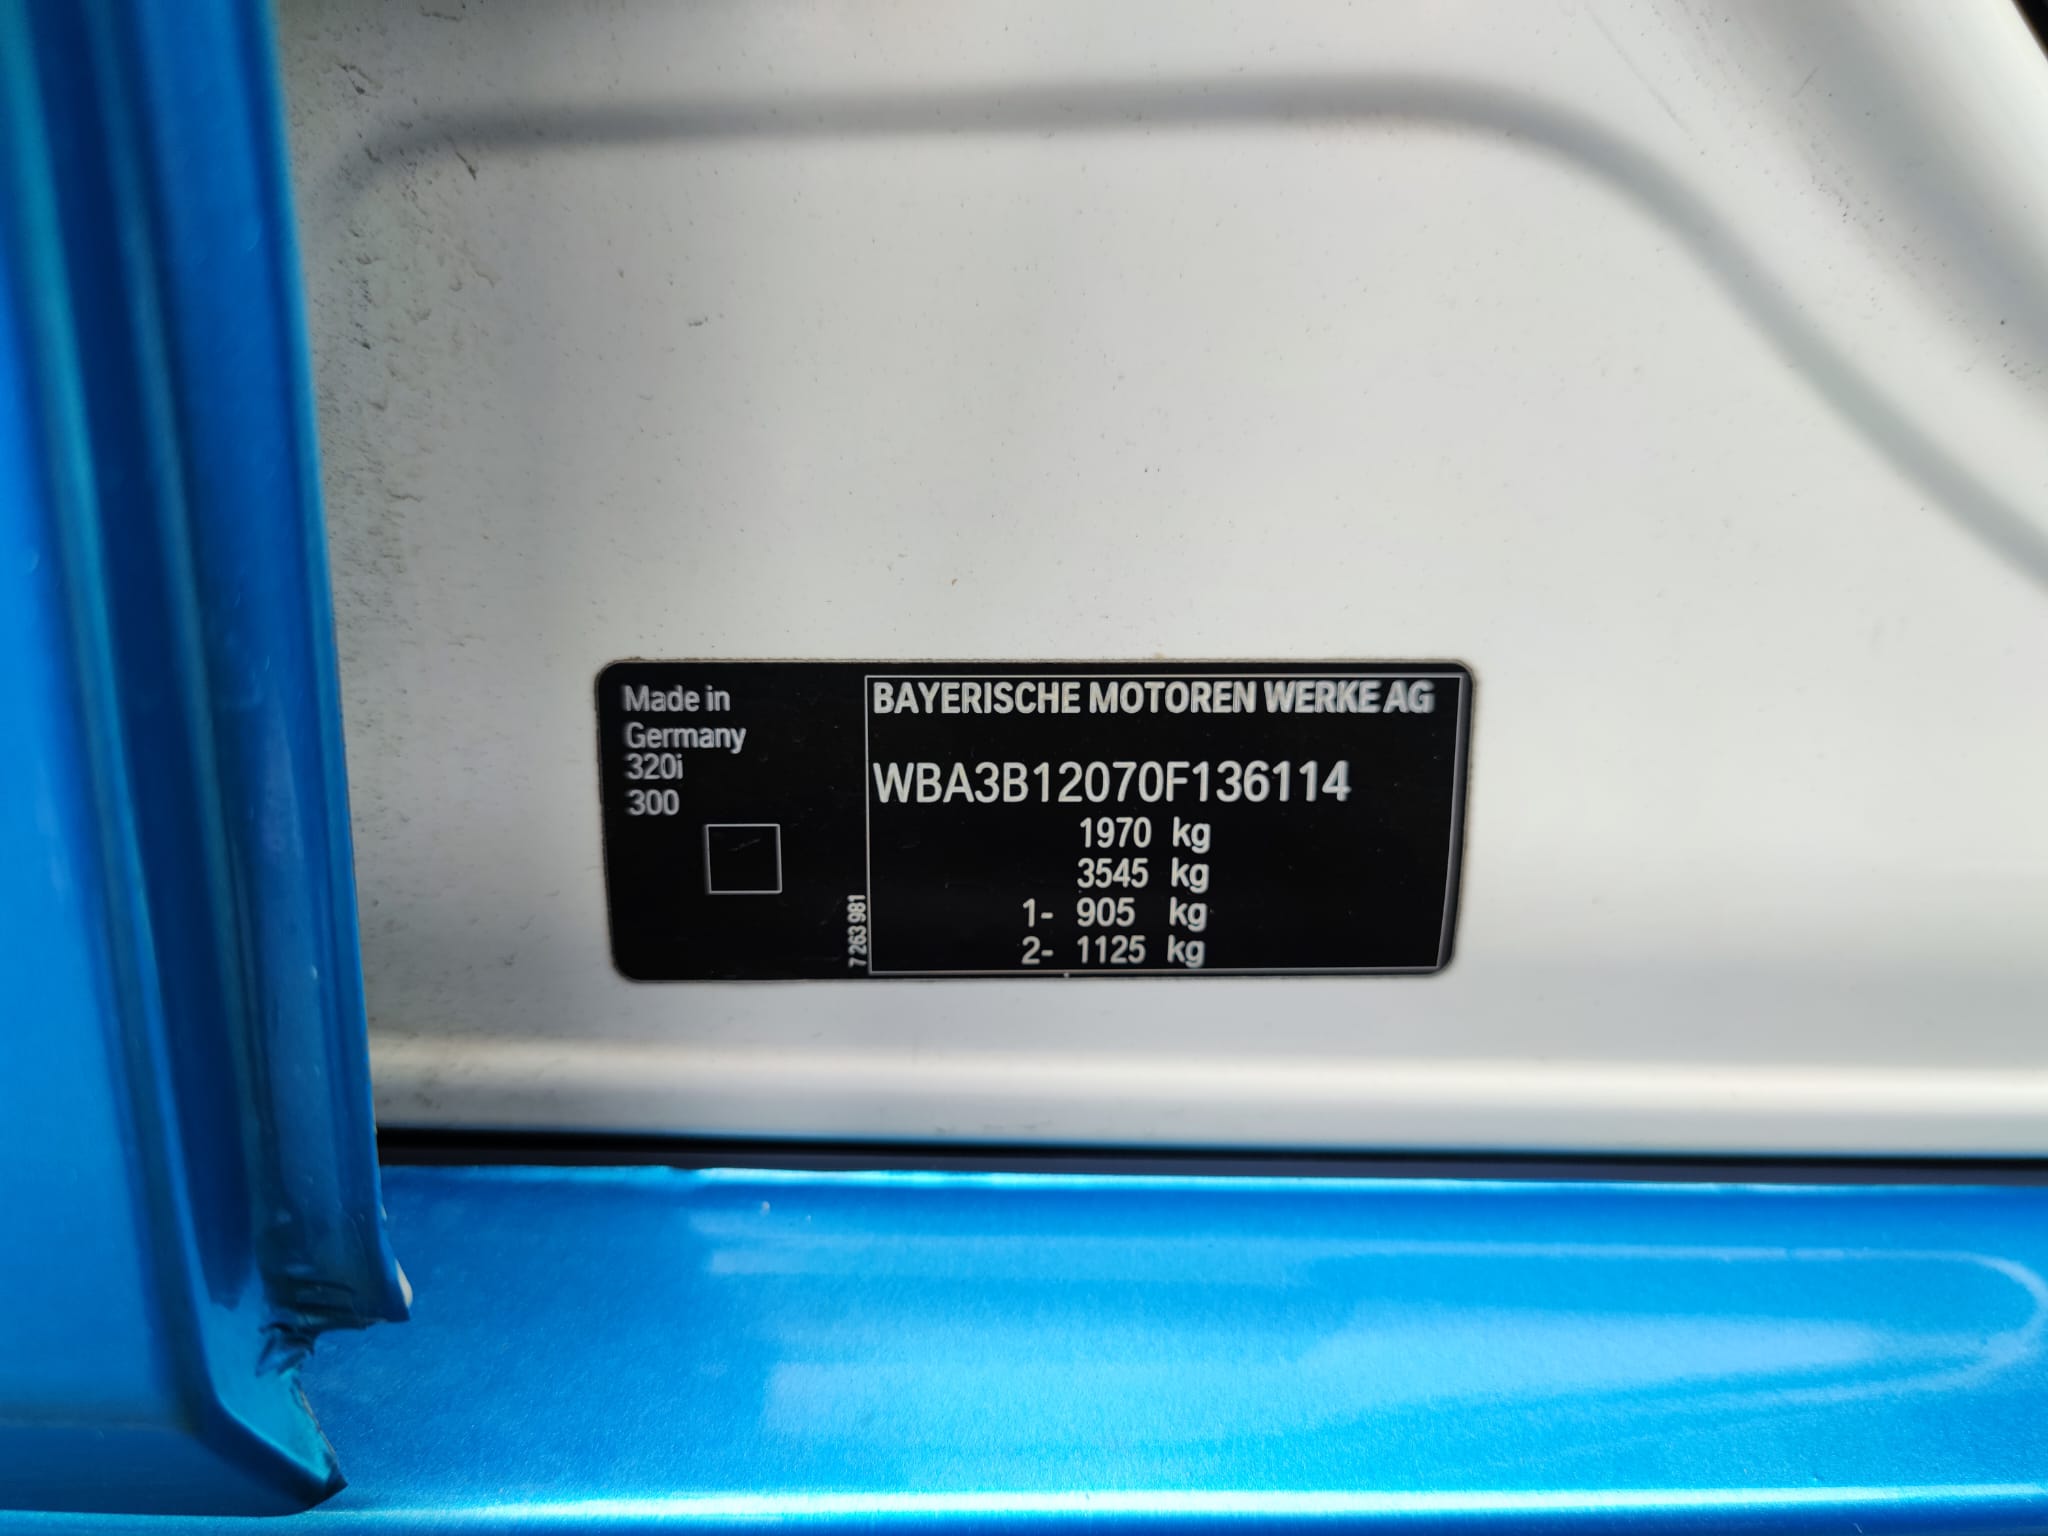 Made in
Germany
320i
300
7 263 981
BAYERISCHE MOTOREN WERKE AG
WBA3B12070F136114
1970 kg
3545 kg
1- 905 kg
2- 1125 kg